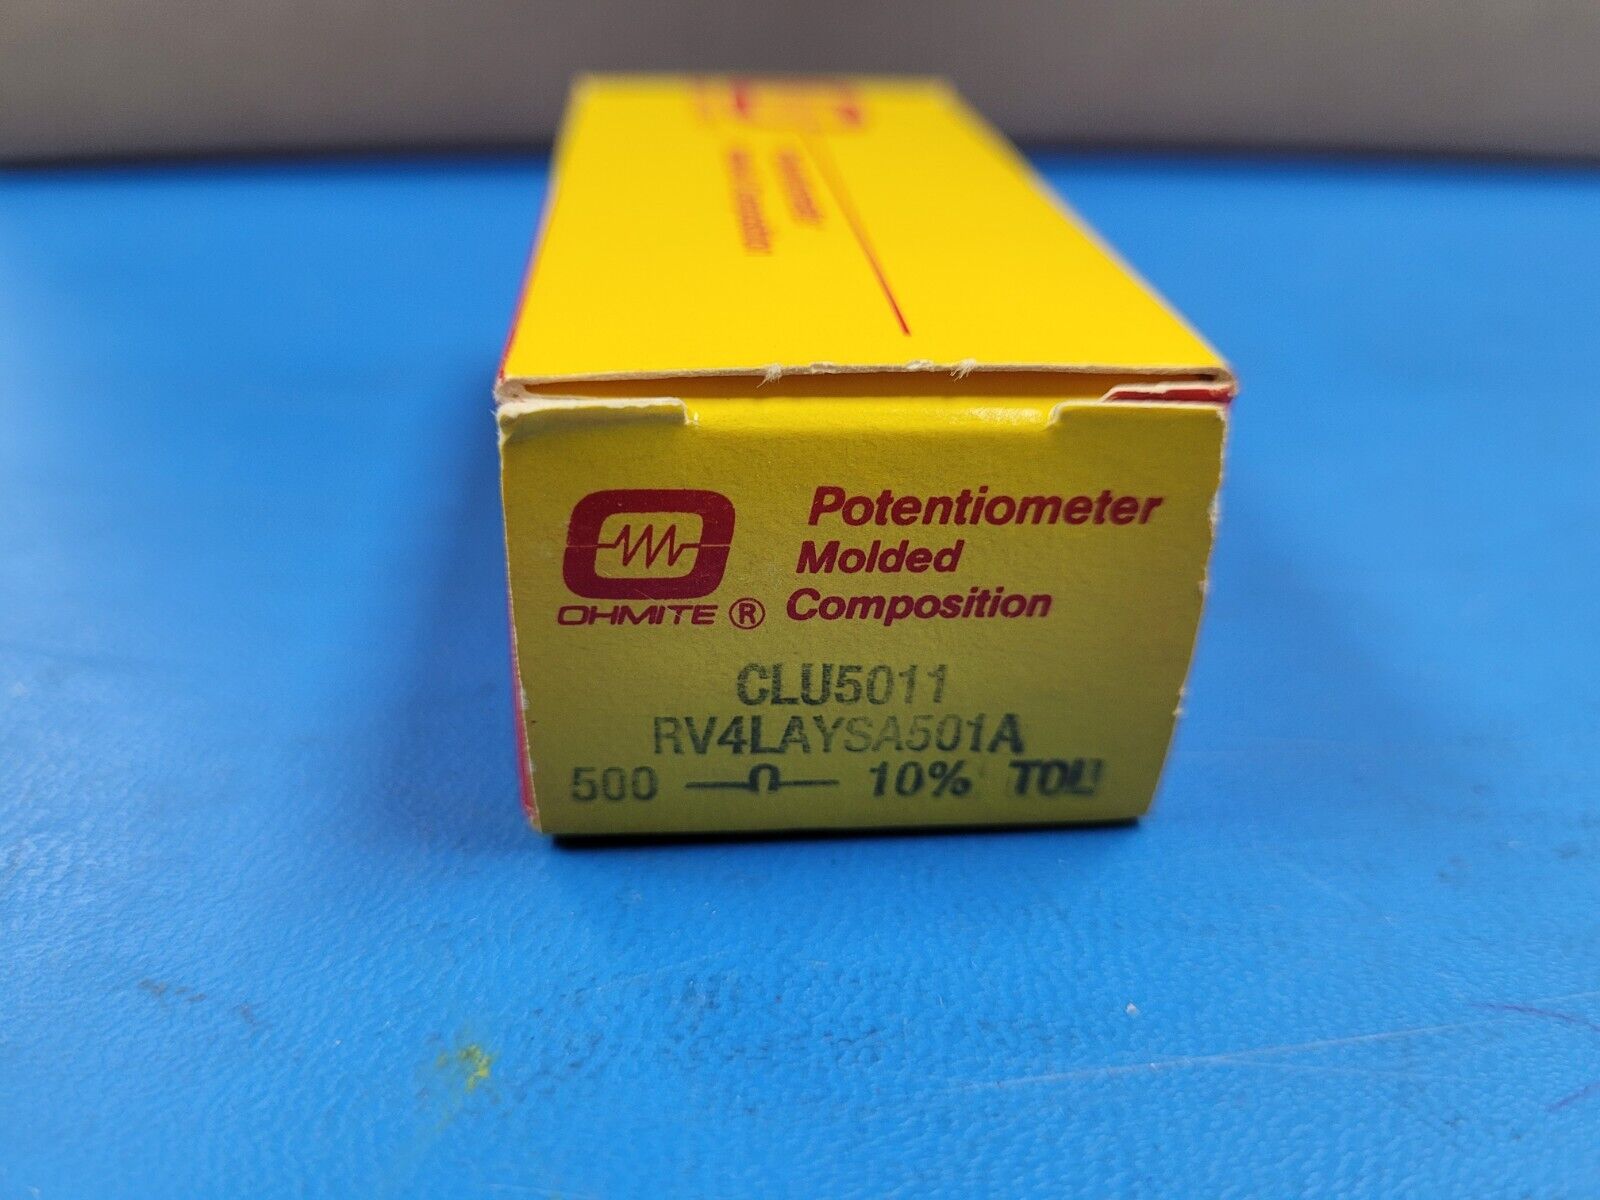 Potentiometer
Molded
Composition
OHMITE ®
CLU5011
RV4LAYSA501A
500 Ω 10% TOL